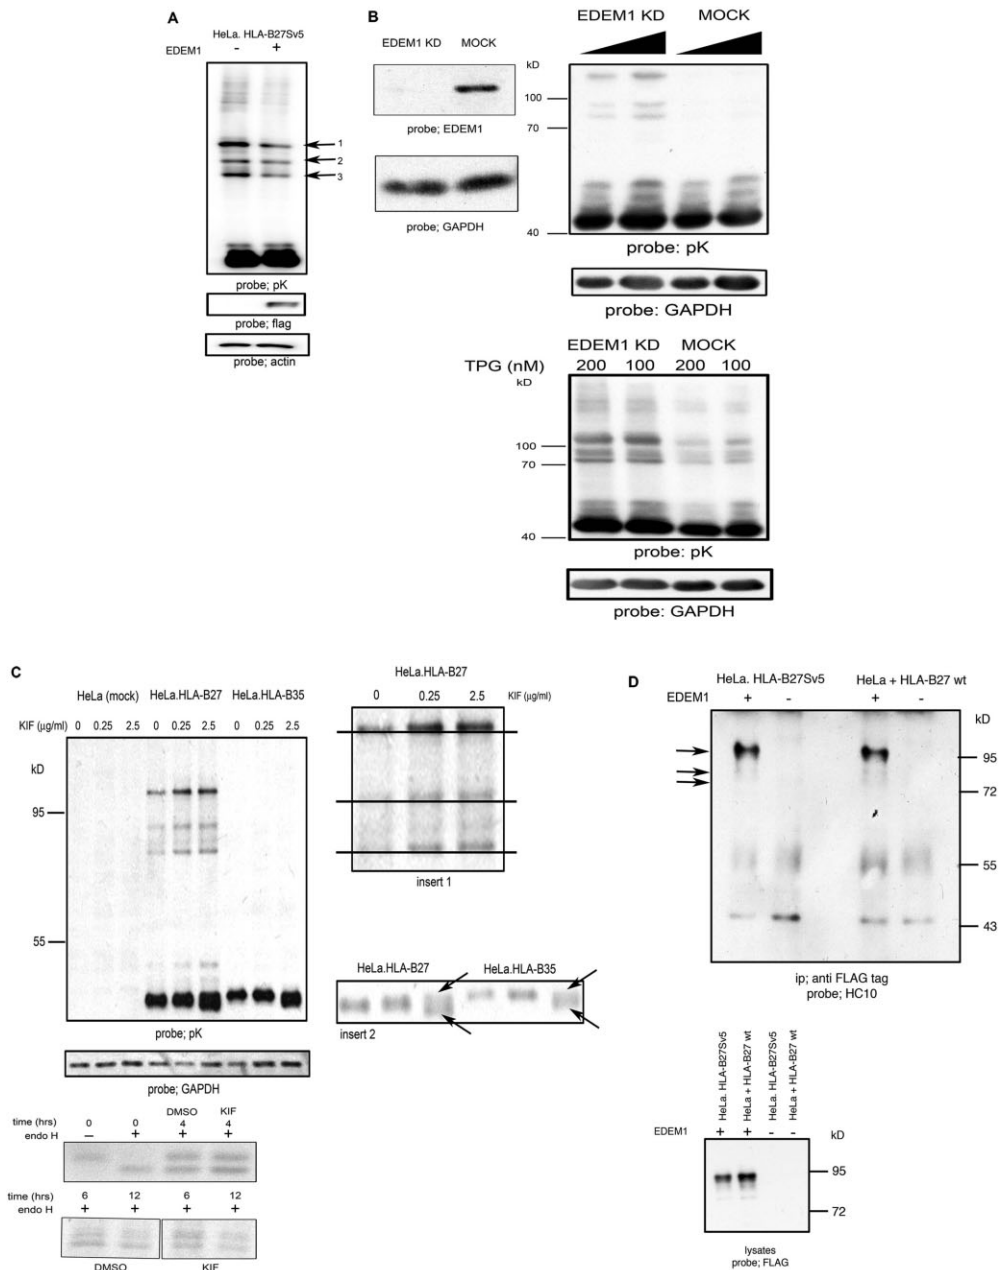 A
HeLa. HLA-B27Sv5
EDEM1 - +
1
2
3
probe; pK
probe; flag
probe; actin
B
EDEM1 KD MOCK
probe; EDEM1
probe; GAPDH
EDEM1 KD MOCK
kD
100
70
40
probe: pK
probe: GAPDH
EDEM1 KD MOCK
TPG (nM) 200 100 200 100
kD
100
70
40
probe: pK
probe: GAPDH
C
HeLa (mock) HeLa.HLA-B27 HeLa.HLA-B35
KIF (µg/ml) 0 0.25 2.5 0 0.25 2.5 0 0.25 2.5
kD
95
55
probe; pK
probe; GAPDH
DMSO KIF
time (hrs) 0 0 4 4
endo H — + + +
time (hrs) 6 12 6 12
endo H + + + +
DMSO KIF
HeLa.HLA-B27
0 0.25 2.5 KIF (µg/ml)
insert 1
HeLa.HLA-B27 HeLa.HLA-B35
insert 2
D
HeLa. HLA-B27Sv5 HeLa + HLA-B27 wt
EDEM1 + - + -
kD
95
72
55
43
ip; anti FLAG tag
probe; HC10
HeLa. HLA-B27Sv5
HeLa + HLA-B27 wt
HeLa. HLA-B27Sv5
HeLa + HLA-B27 wt
EDEM1 + + - -
kD
95
72
lysates
probe; FLAG